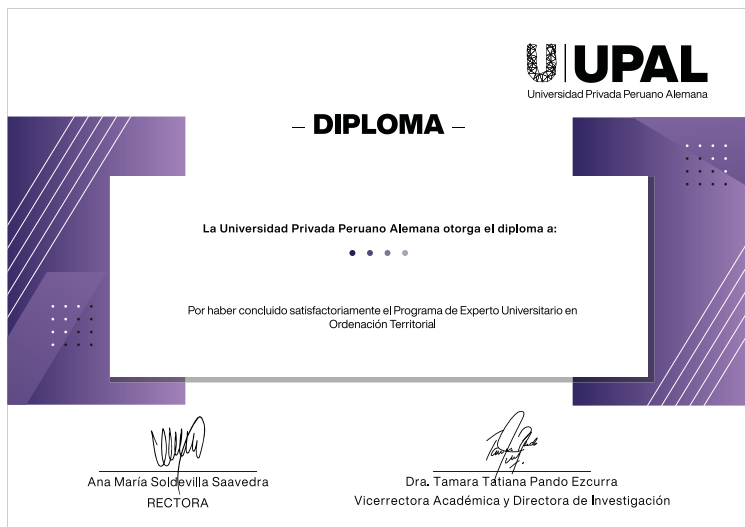 UPAL
Universidad Privada Peruano Alemana
– DIPLOMA –
La Universidad Privada Peruano Alemana otorga el diploma a:
Por haber concluido satisfactoriamente el Programa de Experto Universitario en
Ordenación Territorial
Ana María Soldevilla Saavedra
RECTORA
Dra. Tamara Tatiana Pando Ezcurra
Vicerrectora Académica y Directora de Investigación